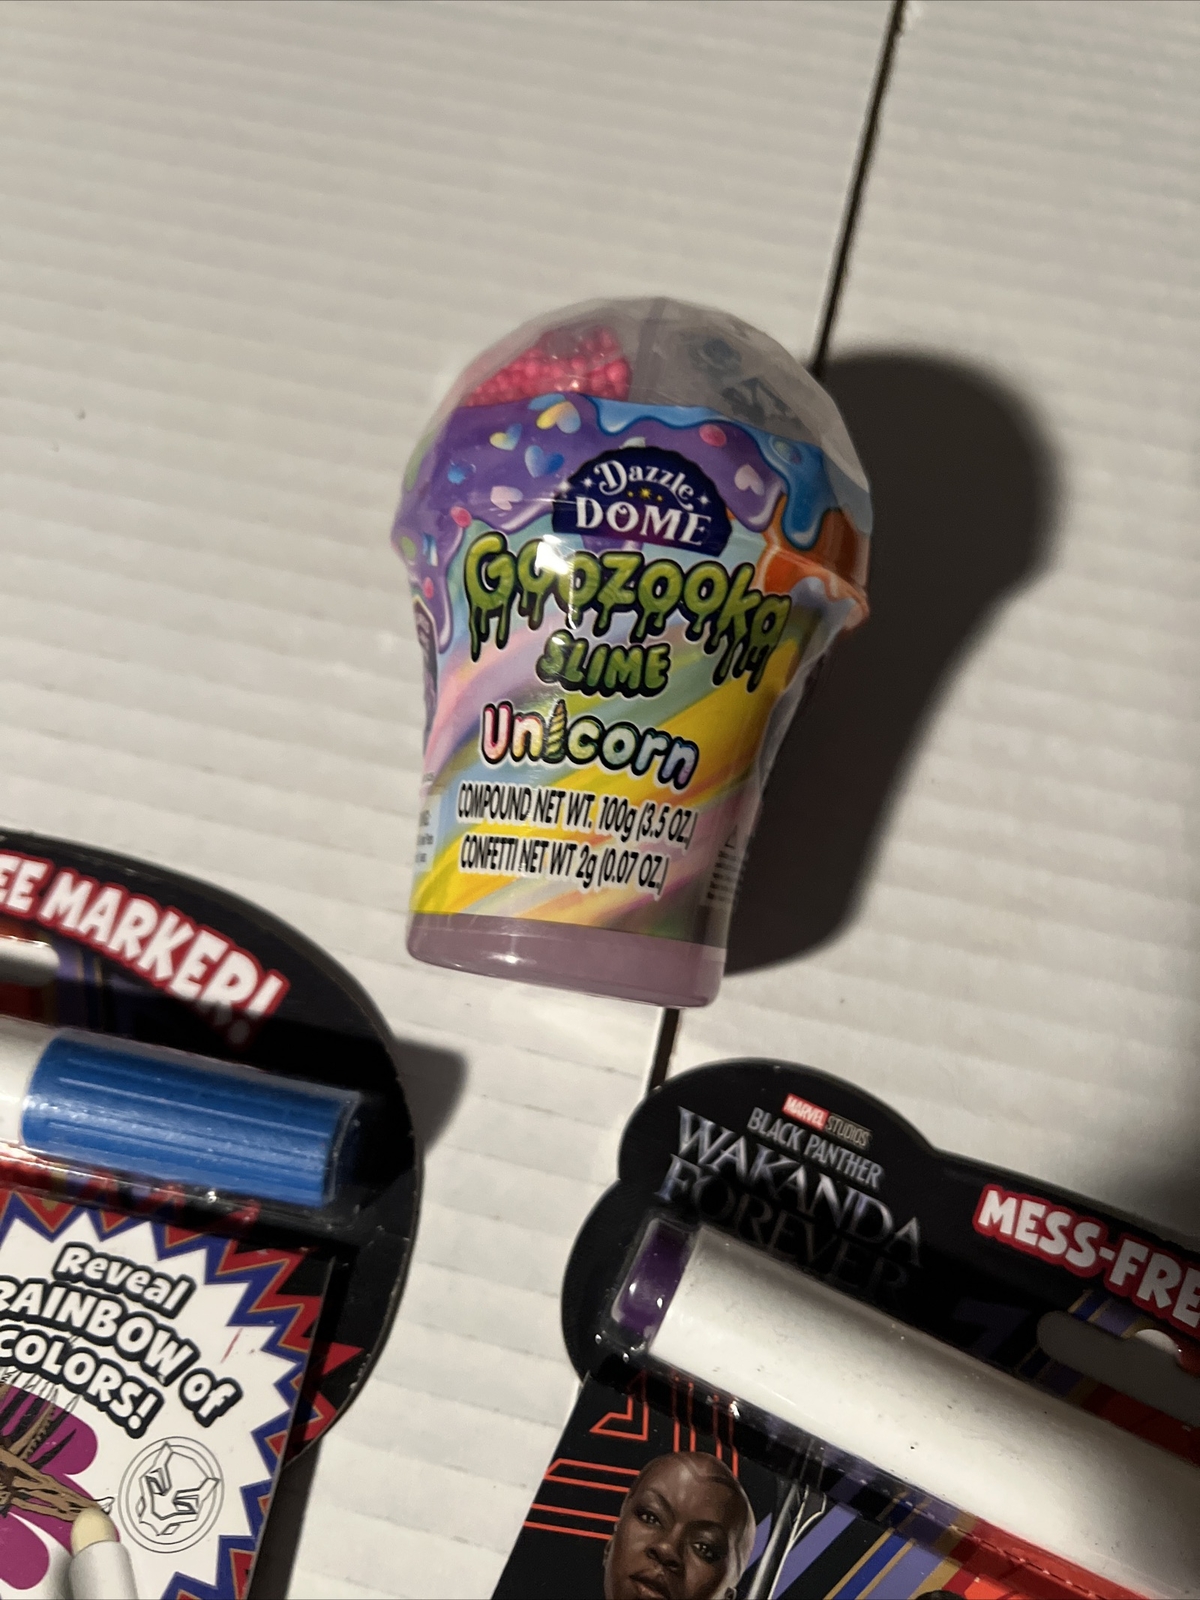 Dazzle
DOME
Goozooka
SLIME
Unicorn
COMPOUND NET WT. 100g (3.5 OZ.)
CONFETTI NET WT 2g (0.07 OZ.)
EE MARKER!
Reveal
RAINBOW of
COLORS!
MARVEL STUDIOS
BLACK PANTHER
WAKANDA
FOREVER
MESS-FRE